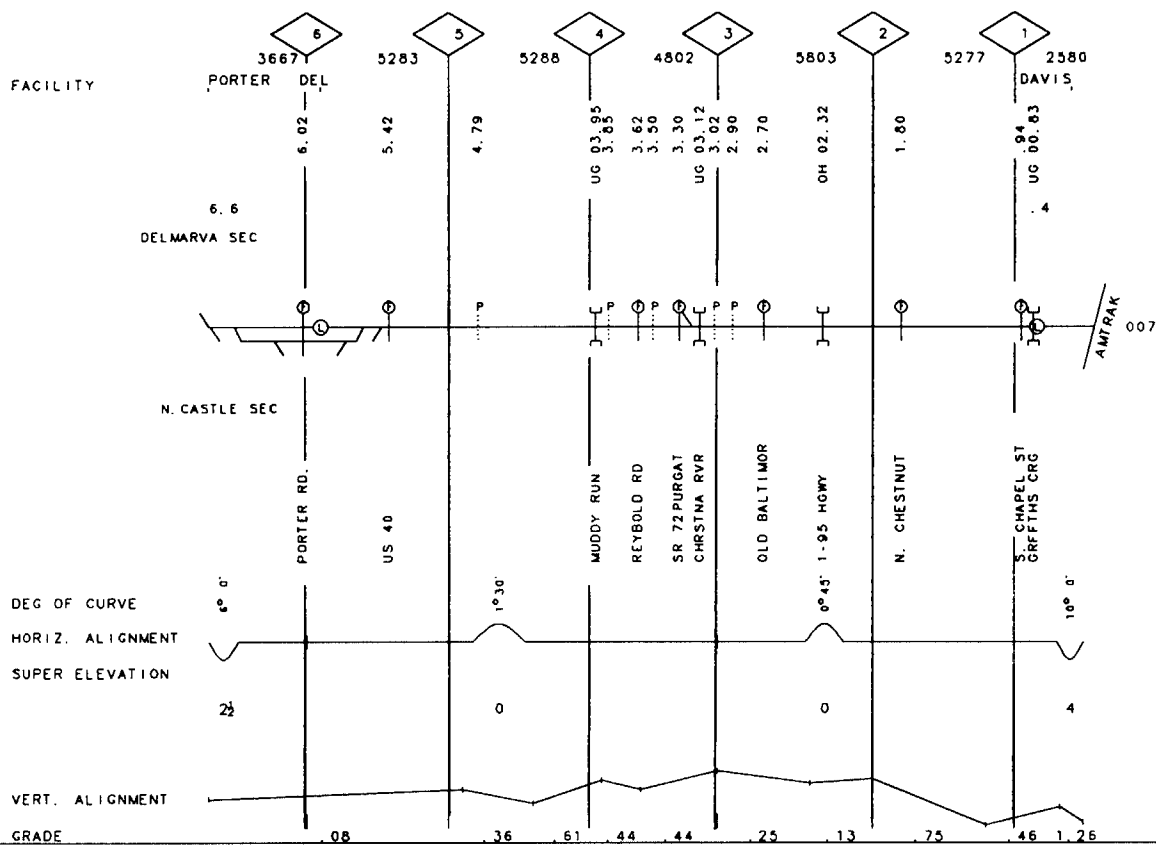 6 5 4 3 2 1
3667 5283 5288 4802 5803 5277 2580
FACILITY PORTER DEL DAVIS
6.02 5.42 4.79 UG 03.95 3.85 3.62 3.50 3.30 UG 03.12 3.02 2.90 2.70 OH 02.32 1.80 .94 UG 00.83
6.6 .4
DELMARVA SEC
F F P P F P F P P F F F
L L
AMTRAK 007
N. CASTLE SEC
PORTER RD. US 40 MUDDY RUN REYBOLD RD SR 72 PURGAT CHRSTNA RVR OLD BALTIMOR I-95 HGWY N. CHESTNUT S. CHAPEL ST GRFFTHS CRG
DEG OF CURVE 6° 0' 1° 30' 0° 45' 10° 0'
HORIZ. ALIGNMENT
SUPER ELEVATION
2½ 0 0 4
VERT. ALIGNMENT
GRADE .08 .36 .61 .44 .44 .25 .13 .75 .46 1.26